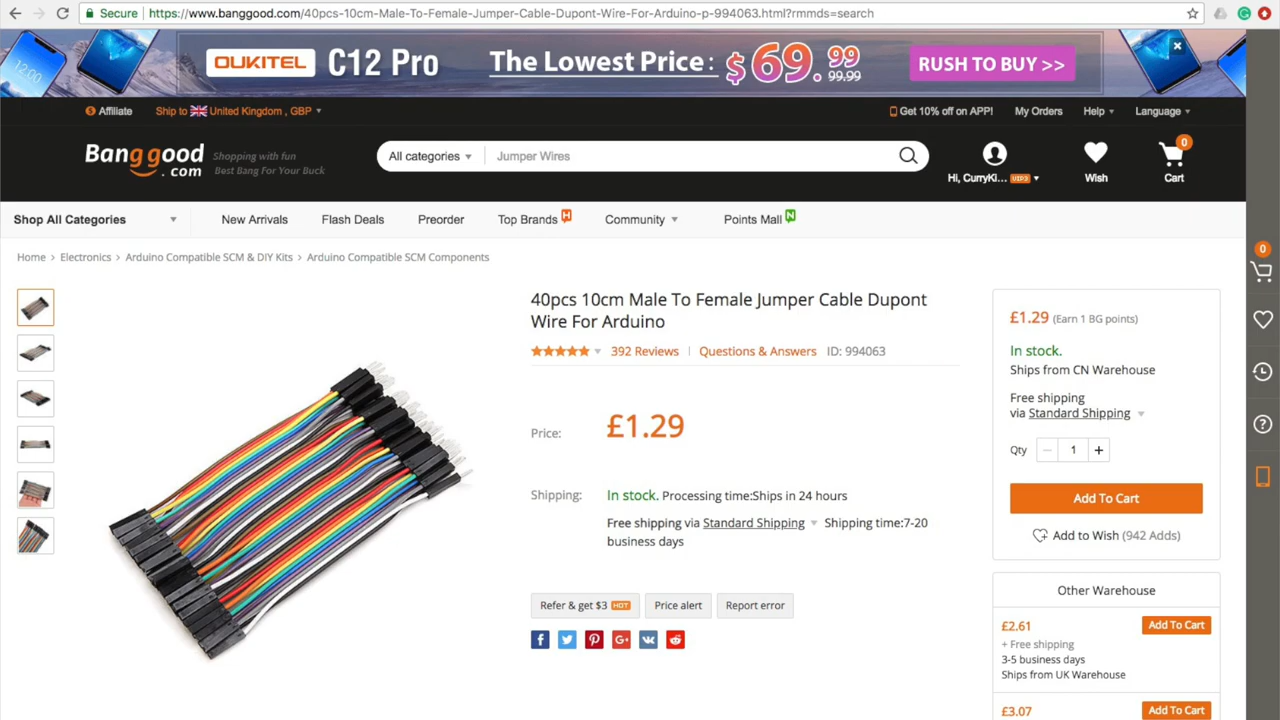 Secure | https://www.banggood.com/40pcs-10cm-Male-To-Female-Jumper-Cable-Dupont-Wire-For-Arduino-p-994063.html?rmmds=search
12:00
OUKITEL C12 Pro The Lowest Price: $69.99 99.99 RUSH TO BUY >>
Affiliate Ship to United Kingdom , GBP Get 10% off on APP! My Orders Help Language
Banggood.com Shopping with fun
Best Bang For Your Buck
All categories Jumper Wires
0
Hi, CurryKi... VIP3 Wish Cart
Shop All Categories New Arrivals Flash Deals Preorder Top Brands H Community Points Mall N
0
Home > Electronics > Arduino Compatible SCM & DIY Kits > Arduino Compatible SCM Components
40pcs 10cm Male To Female Jumper Cable Dupont
Wire For Arduino
392 Reviews | Questions & Answers ID: 994063
Price: £1.29
Shipping: In stock. Processing time:Ships in 24 hours
Free shipping via Standard Shipping Shipping time:7-20
business days
Refer & get $3 HOT Price alert Report error
£1.29 (Earn 1 BG points)
In stock.
Ships from CN Warehouse
Free shipping
via Standard Shipping
Qty − 1 +
Add To Cart
Add to Wish (942 Adds)
Other Warehouse
£2.61 Add To Cart
+ Free shipping
3-5 business days
Ships from UK Warehouse
£3.07 Add To Cart